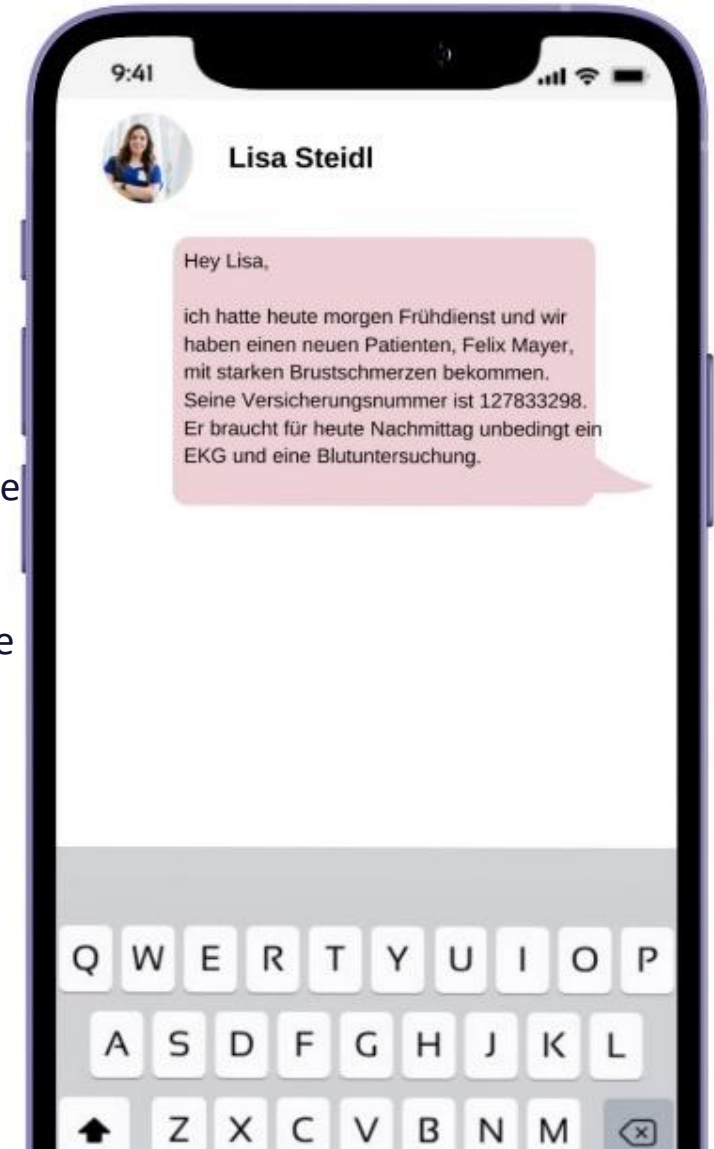 9:41
Lisa Steidl
Hey Lisa,
ich hatte heute morgen Frühdienst und wir
haben einen neuen Patienten, Felix Mayer,
mit starken Brustschmerzen bekommen.
Seine Versicherungsnummer ist 127833298.
Er braucht für heute Nachmittag unbedingt ein
EKG und eine Blutuntersuchung.
e
e
Q W E R T Y U I O P
A S D F G H J K L
Z X C V B N M